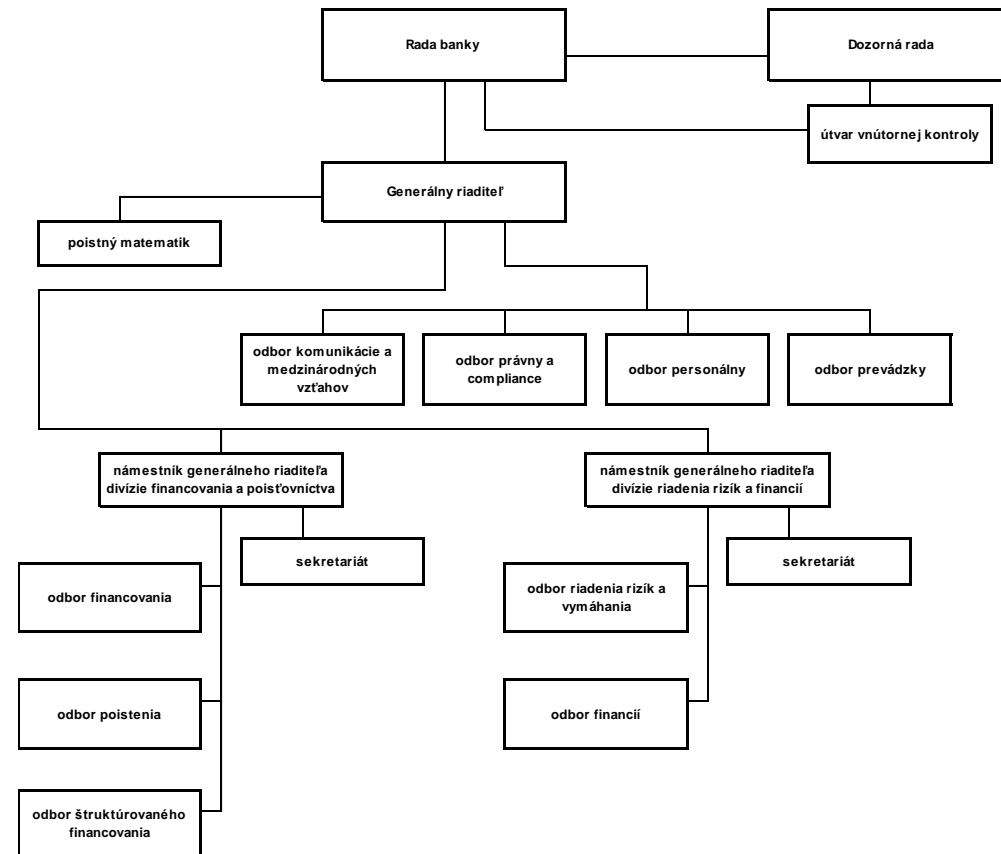 Rada banky
Dozorná rada
útvar vnútornej kontroly
Generálny riaditeľ
poistný matematik
odbor komunikácie a
medzinárodných
vzťahov
odbor právny a
compliance
odbor personálny
odbor prevádzky
námestník generálneho riaditeľa
divízie financovania a poisťovníctva
námestník generálneho riaditeľa
divízie riadenia rizík a financií
sekretariát
sekretariát
odbor financovania
odbor riadenia rizík a
vymáhania
odbor poistenia
odbor financií
odbor štruktúrovaného
financovania